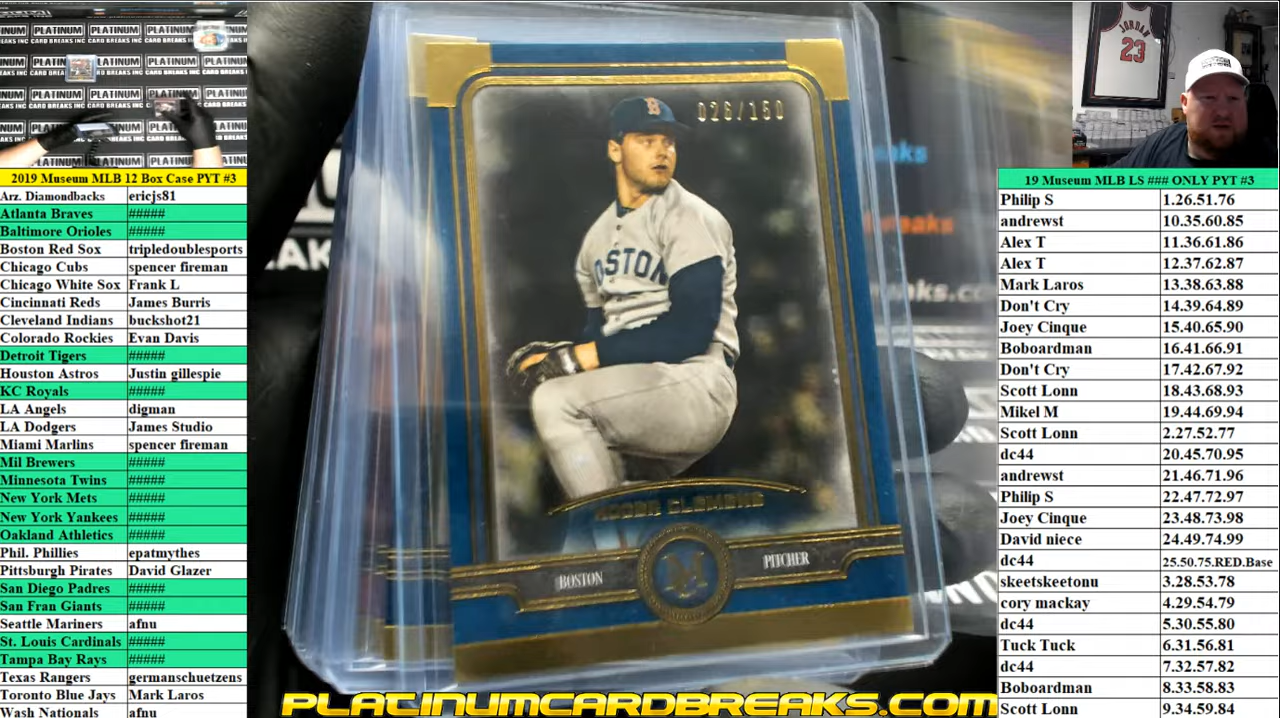 2019 Museum MLB 12 Box Case PYT #3
Arz. Diamondbacks ericjs81
Atlanta Braves #####
Baltimore Orioles #####
Boston Red Sox tripledoublesports
Chicago Cubs spencer fireman
Chicago White Sox Frank L
Cincinnati Reds James Burris
Cleveland Indians buckshot21
Colorado Rockies Evan Davis
Detroit Tigers #####
Houston Astros Justin gillespie
KC Royals #####
LA Angels digman
LA Dodgers James Studio
Miami Marlins spencer fireman
Mil Brewers #####
Minnesota Twins #####
New York Mets #####
New York Yankees #####
Oakland Athletics #####
Phil. Phillies epatmythes
Pittsburgh Pirates David Glazer
San Diego Padres #####
San Fran Giants #####
Seattle Mariners afnu
St. Louis Cardinals #####
Tampa Bay Rays #####
Texas Rangers germanschuetzens
Toronto Blue Jays Mark Laros
Wash Nationals afnu
PLATINUM
CARD BREAKS INC
026/150
B
BOSTON
ROGER CLEMENS
BOSTON
M
PITCHER
PLATINUMCARDBREAKS.COM
JORDAN
23
19 Museum MLB LS ### ONLY PYT #3
Philip S 1.26.51.76
andrewst 10.35.60.85
Alex T 11.36.61.86
Alex T 12.37.62.87
Mark Laros 13.38.63.88
Don't Cry 14.39.64.89
Joey Cinque 15.40.65.90
Boboardman 16.41.66.91
Don't Cry 17.42.67.92
Scott Lonn 18.43.68.93
Mikel M 19.44.69.94
Scott Lonn 2.27.52.77
dc44 20.45.70.95
andrewst 21.46.71.96
Philip S 22.47.72.97
Joey Cinque 23.48.73.98
David niece 24.49.74.99
dc44 25.50.75.RED.Base
skeetskeetonu 3.28.53.78
cory mackay 4.29.54.79
dc44 5.30.55.80
Tuck Tuck 6.31.56.81
dc44 7.32.57.82
Boboardman 8.33.58.83
Scott Lonn 9.34.59.84